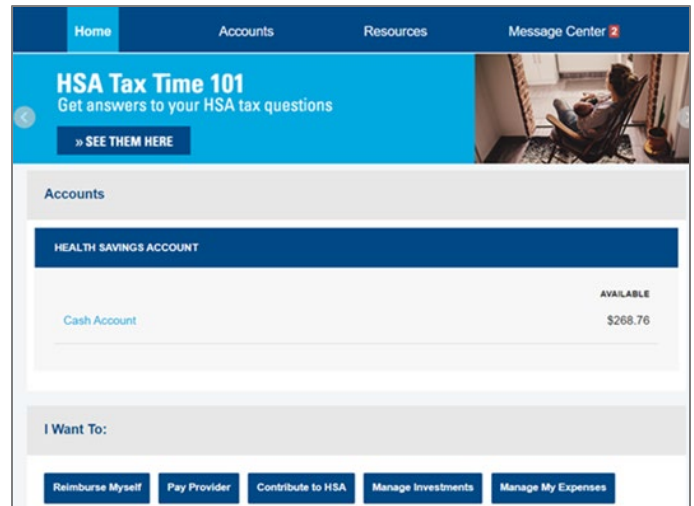 Home Accounts Resources Message Center 2
HSA Tax Time 101
Get answers to your HSA tax questions
» SEE THEM HERE
Accounts
HEALTH SAVINGS ACCOUNT
AVAILABLE
Cash Account $268.76
I Want To:
Reimburse Myself Pay Provider Contribute to HSA Manage Investments Manage My Expenses